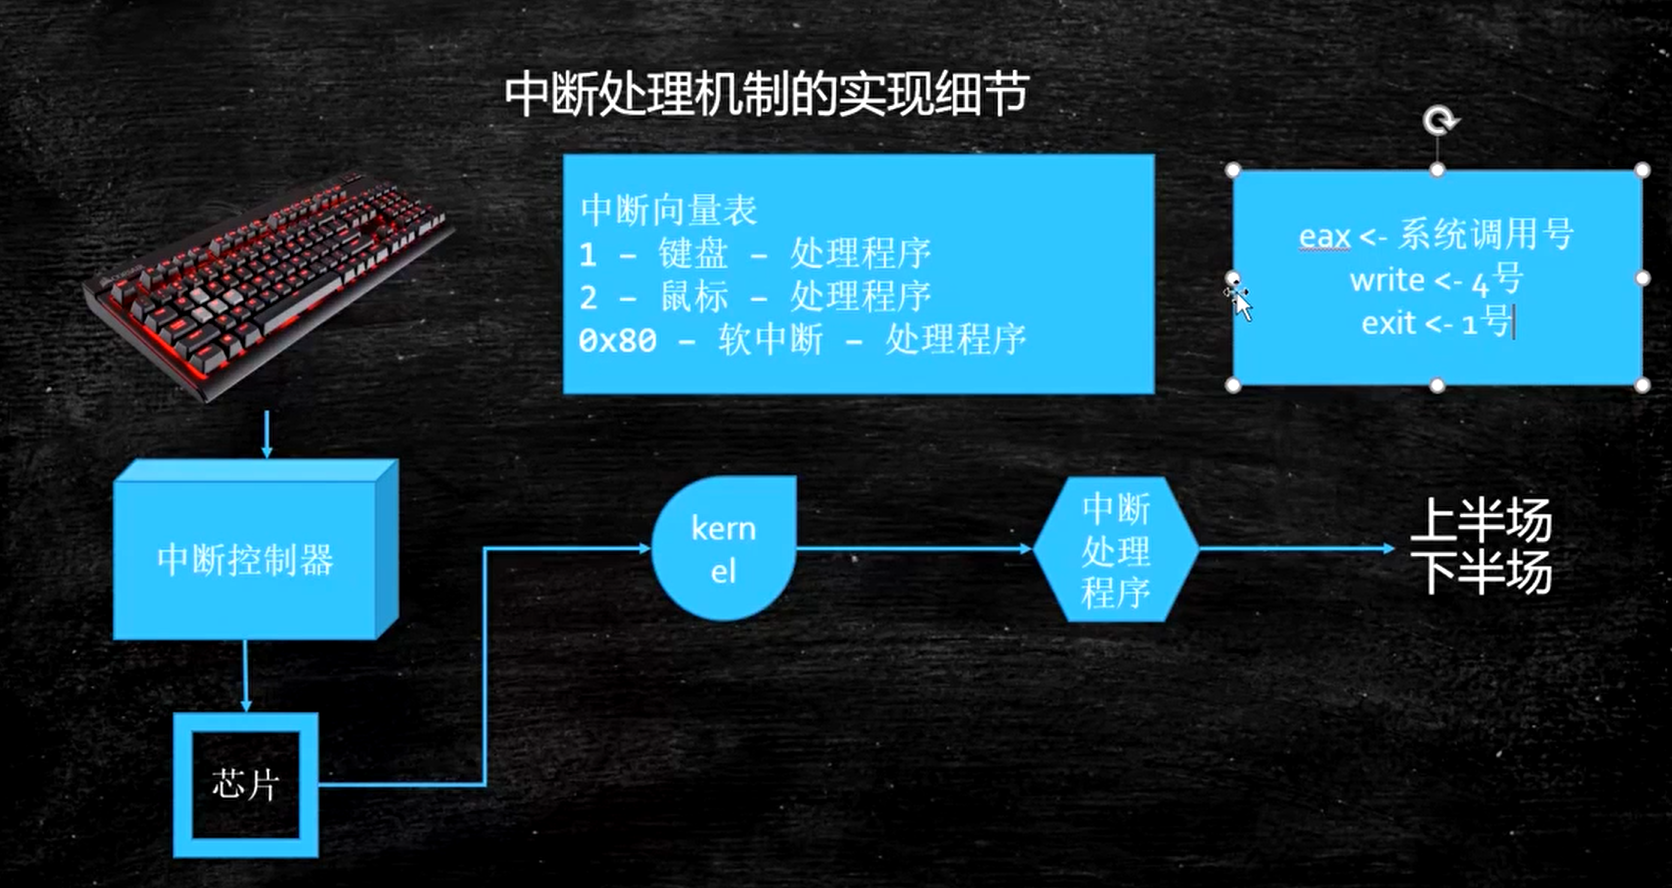 中断处理机制的实现细节
中断向量表
1 – 键盘 – 处理程序
2 – 鼠标 – 处理程序
0x80 – 软中断 – 处理程序
eax <- 系统调用号
write <- 4号
exit <- 1号
中断控制器
芯片
kern
el
中断
处理
程序
上半场
下半场